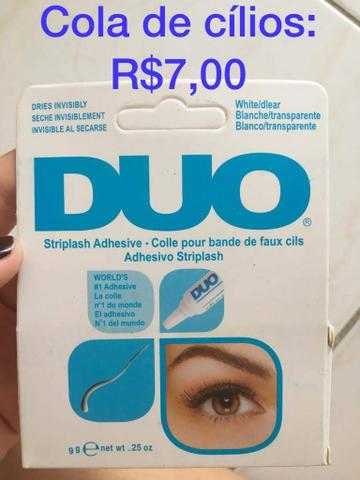 Cola de cílios:
R$7,00
DRIES INVISIBLY
SÈCHE INVISIBLEMENT
INVISIBLE AL SECARSE
White/dlear
Blanche/transparente
Blanco/transparente
DUO®
Striplash Adhesive - Colle pour bande de faux cils
Adhesivo Striplash
WORLD'S
#1 Adhesive
La colle
n°1 du monde
El adhesivo
N°1 del mundo
DUO
9 g e net wt .25 oz